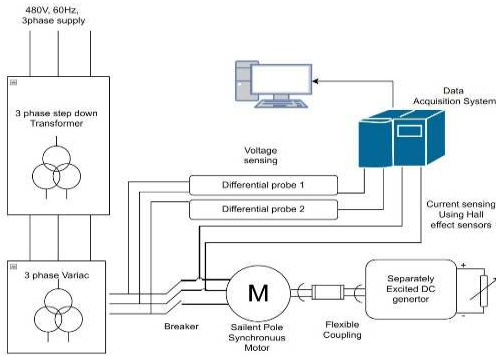 480V, 60Hz,
3phase supply
3 phase step down
Transformer
Data
Acquisition System
Voltage
sensing
Differential probe 1
Differential probe 2
Current sensing
Using Hall
effect sensors
3 phase Variac
M
Separately
Excited DC
genertor
+
-
Breaker
Sailent Pole
Synchronuus
Motor
Flexible
Coupling